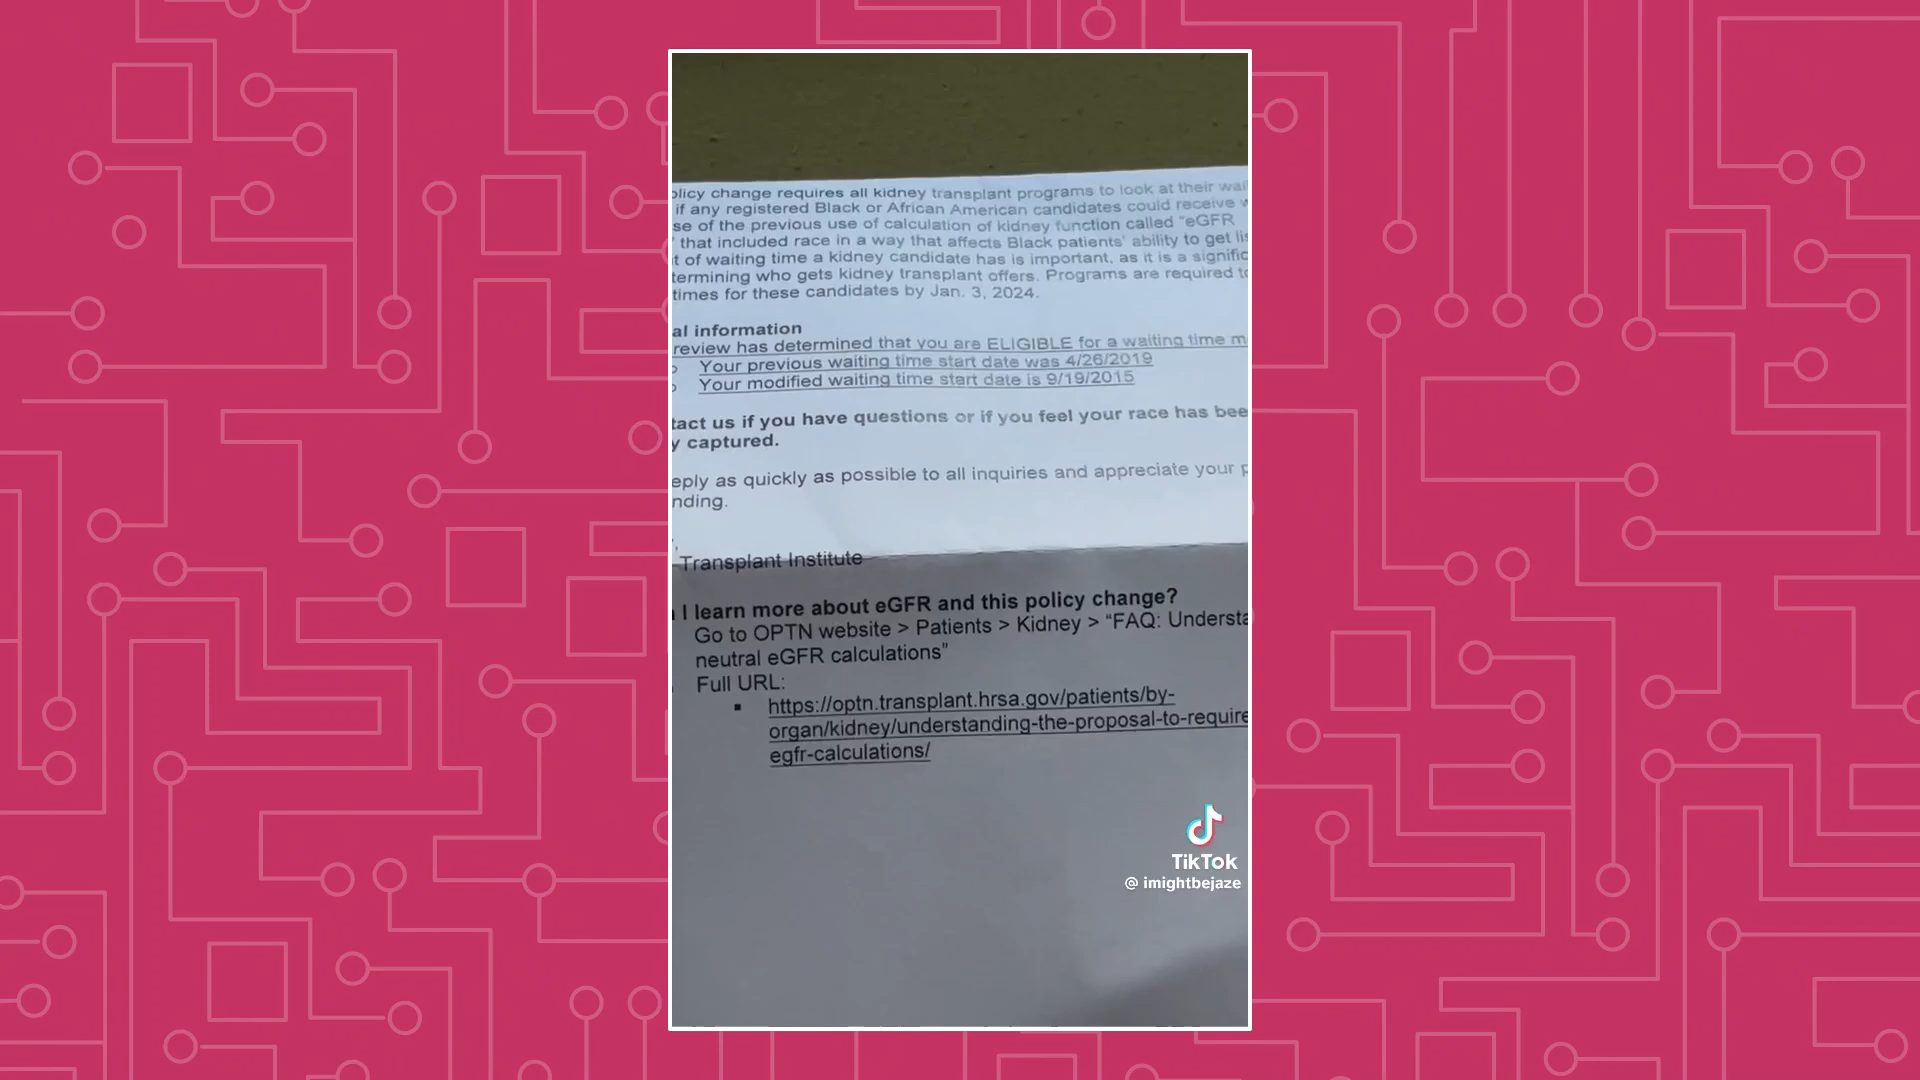 olicy change requires all kidney transplant programs to look at their wai
if any registered Black or African American candidates could receive
se of the previous use of calculation of kidney function called “eGFR
that included race in a way that affects Black patients’ ability to get li
t of waiting time a kidney candidate has is important, as it is a signific
termining who gets kidney transplant offers. Programs are required to
times for these candidates by Jan. 3, 2024.
al information
review has determined that you are ELIGIBLE for a waiting time m
Your previous waiting time start date was 4/26/2019
Your modified waiting time start date is 9/19/2015
tact us if you have questions or if you feel your race has bee
y captured.
eply as quickly as possible to all inquiries and appreciate your p
nding.
Transplant Institute
I learn more about eGFR and this policy change?
Go to OPTN website > Patients > Kidney > “FAQ: Understa
neutral eGFR calculations”
Full URL:
▪ https://optn.transplant.hrsa.gov/patients/by-
organ/kidney/understanding-the-proposal-to-require
egfr-calculations/
TikTok
@ imightbejaze